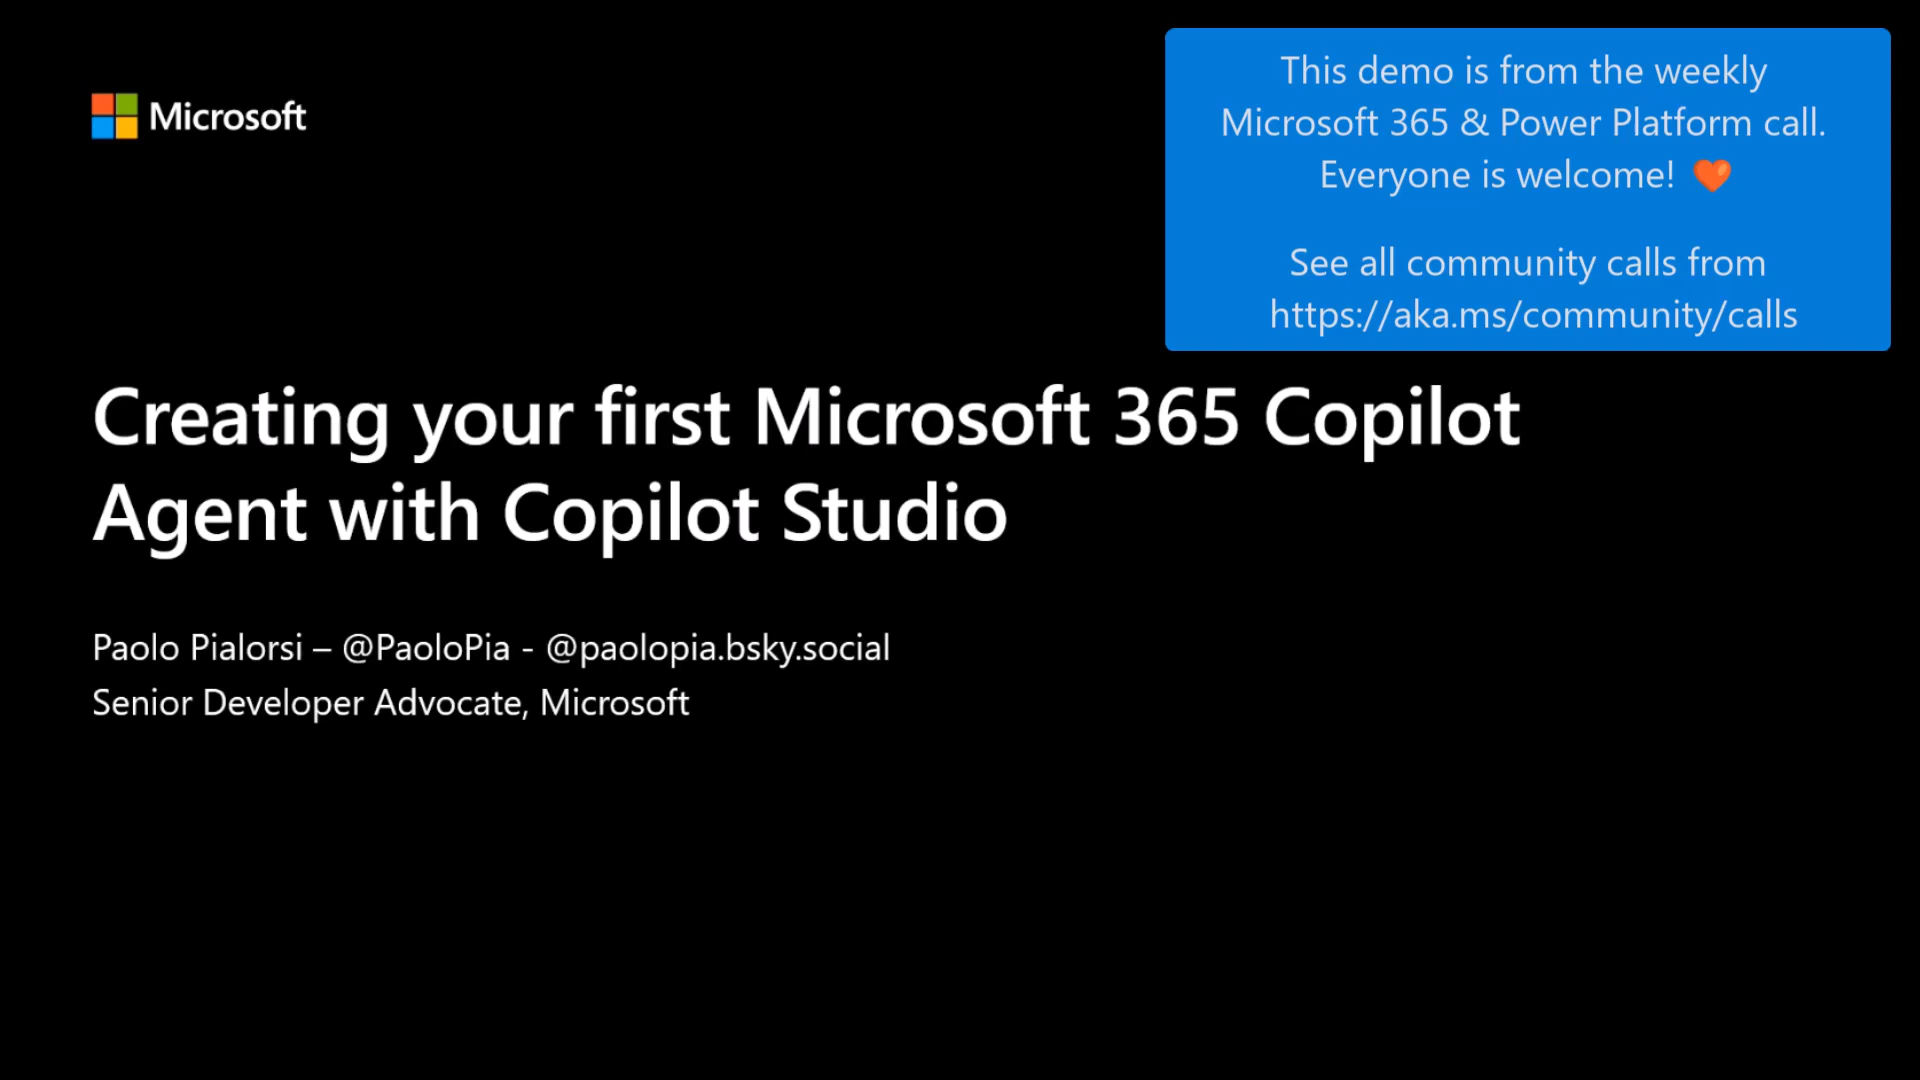 Microsoft
This demo is from the weekly
Microsoft 365 & Power Platform call.
Everyone is welcome! 🧡
See all community calls from
https://aka.ms/community/calls
Creating your first Microsoft 365 Copilot
Agent with Copilot Studio
Paolo Pialorsi – @PaoloPia - @paolopia.bsky.social
Senior Developer Advocate, Microsoft